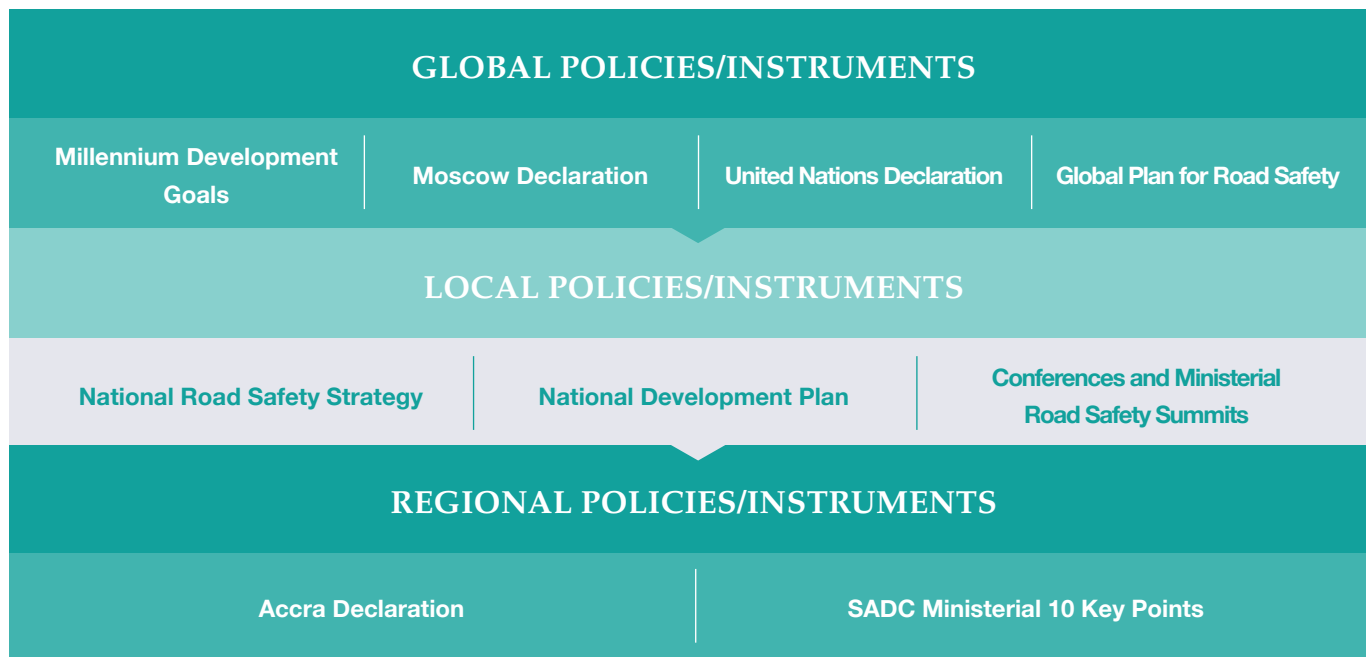 GLOBAL POLICIES/INSTRUMENTS
Millennium Development
Goals
Moscow Declaration
United Nations Declaration
Global Plan for Road Safety
LOCAL POLICIES/INSTRUMENTS
National Road Safety Strategy
National Development Plan
Conferences and Ministerial
Road Safety Summits
REGIONAL POLICIES/INSTRUMENTS
Accra Declaration
SADC Ministerial 10 Key Points